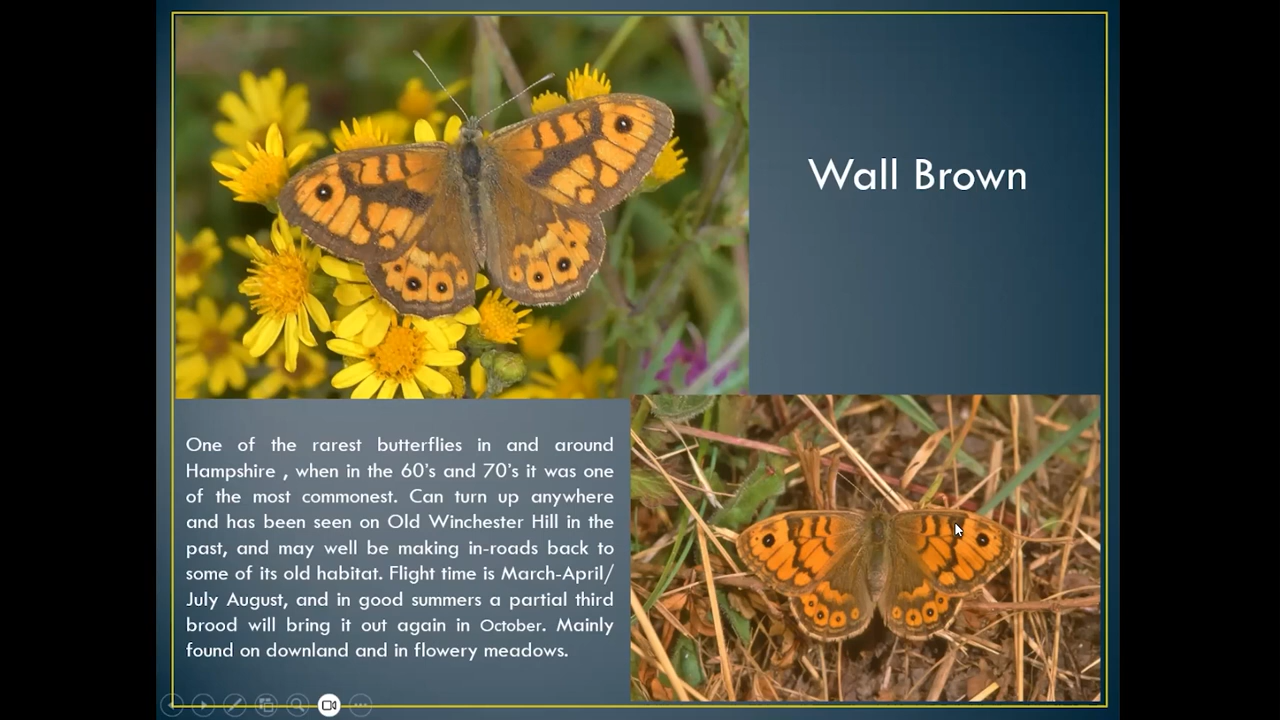 Wall Brown
One of the rarest butterflies in and around
Hampshire , when in the 60's and 70's it was one
of the most commonest. Can turn up anywhere
and has been seen on Old Winchester Hill in the
past, and may well be making in-roads back to
some of its old habitat. Flight time is March-April/
July August, and in good summers a partial third
brood will bring it out again in October. Mainly
found on downland and in flowery meadows.